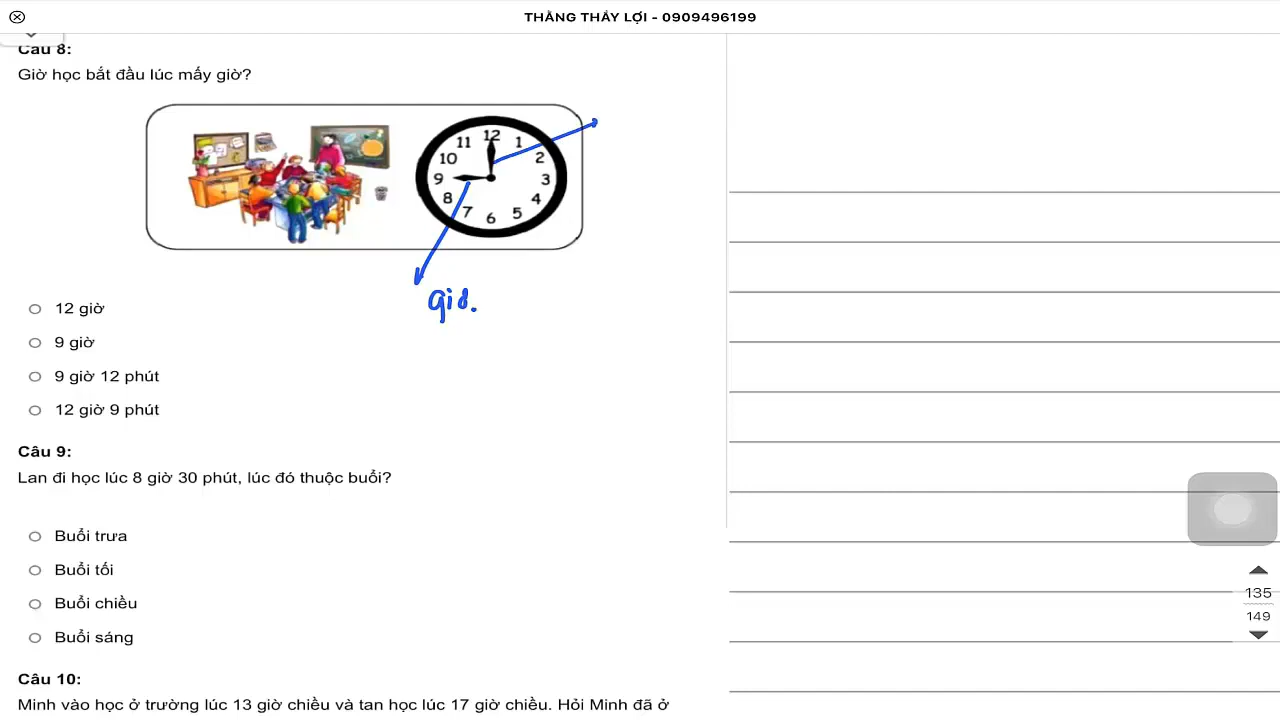 THẦNG THẦY LỢI - 0909496199
Câu 8:
Giờ học bắt đầu lúc mấy giờ?
12
1
2
3
4
5
6
7
8
9
10
11
giờ.
12 giờ
9 giờ
9 giờ 12 phút
12 giờ 9 phút
Câu 9:
Lan đi học lúc 8 giờ 30 phút, lúc đó thuộc buổi?
Buổi trưa
Buổi tối
Buổi chiều
Buổi sáng
Câu 10:
Minh vào học ở trường lúc 13 giờ chiều và tan học lúc 17 giờ chiều. Hỏi Minh đã ở
135
149